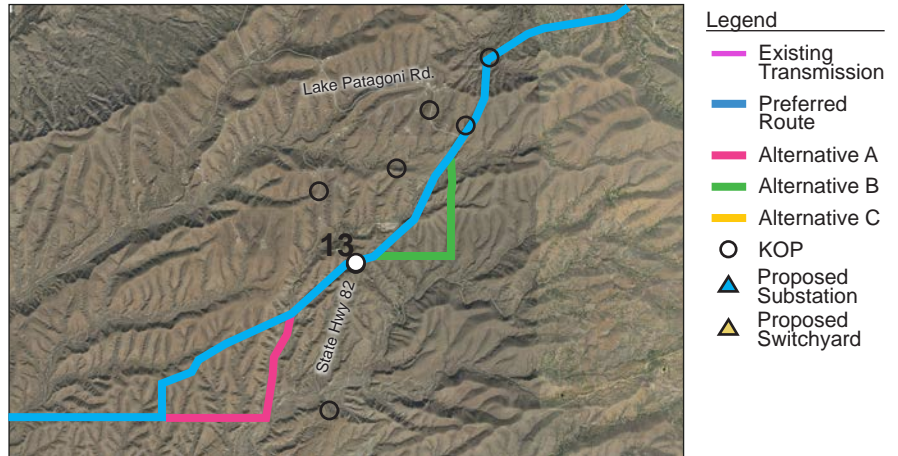 Lake Patagoni Rd.
13
State Hwy 82
Legend
Existing
Transmission
Preferred
Route
Alternative A
Alternative B
Alternative C
KOP
Proposed
Substation
Proposed
Switchyard